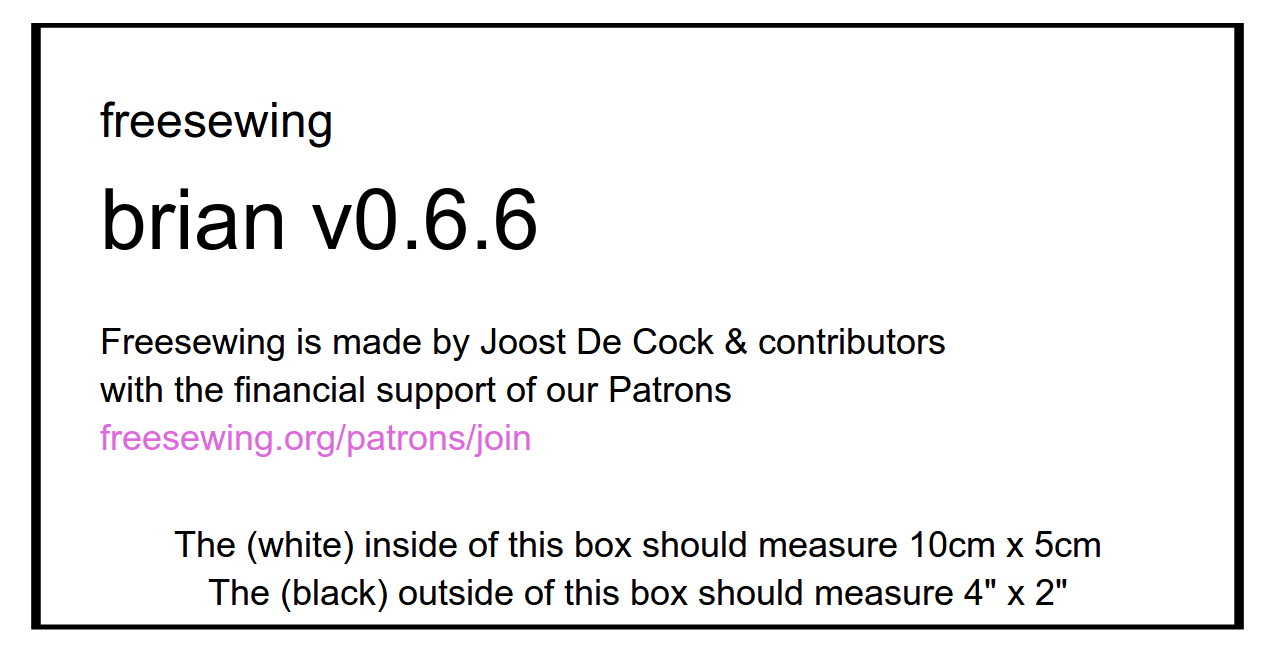 freesewing
brian v0.6.6
Freesewing is made by Joost De Cock & contributors
with the financial support of our Patrons
freesewing.org/patrons/join
The (white) inside of this box should measure 10cm x 5cm
The (black) outside of this box should measure 4" x 2"